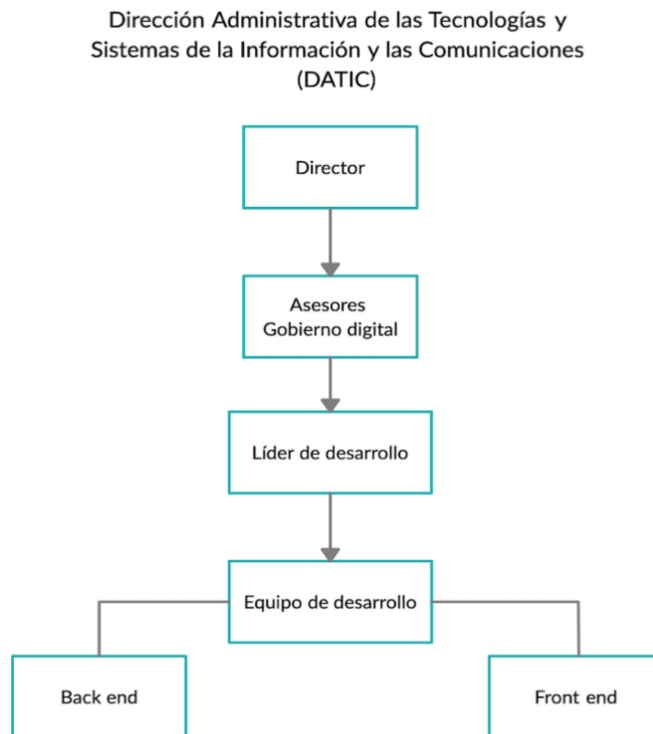 Dirección Administrativa de las Tecnologías y
Sistemas de la Información y las Comunicaciones
(DATIC)
Director
Asesores
Gobierno digital
Líder de desarrollo
Equipo de desarrollo
Back end
Front end